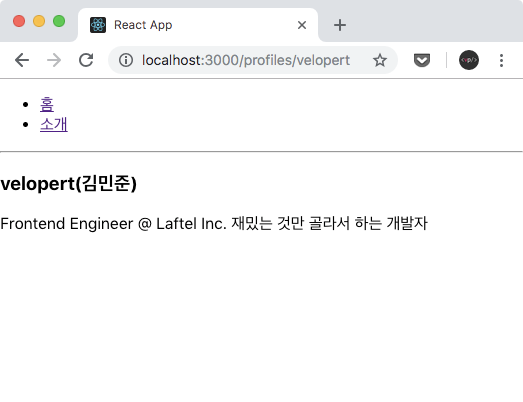 React App
localhost:3000/profiles/velopert
홈
소개
velopert(김민준)
Frontend Engineer @ Laftel Inc. 재밌는 것만 골라서 하는 개발자